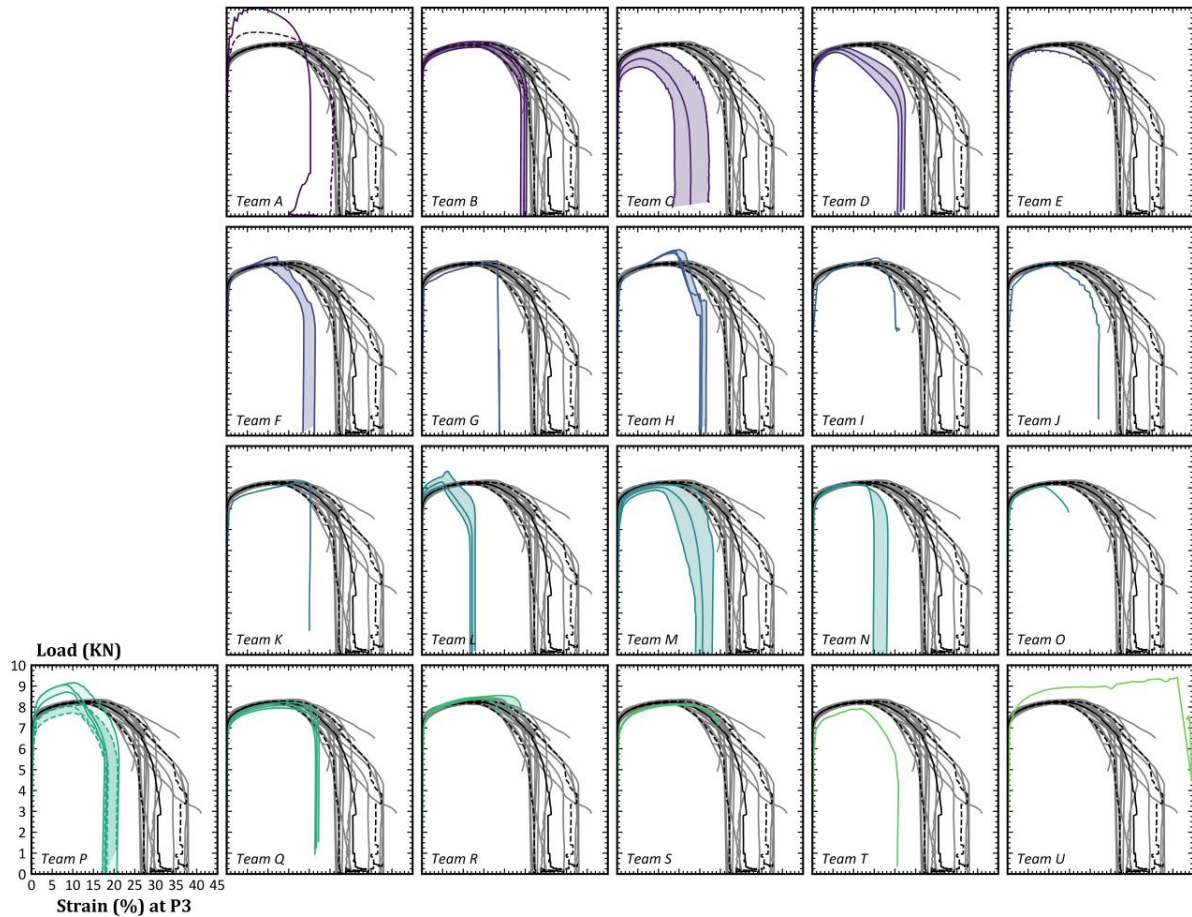 Team A
Team B
Team C
Team D
Team E
Team F
Team G
Team H
Team I
Team J
Team K
Team L
Team M
Team N
Team O
Load (KN)
10
9
8
7
6
5
4
3
2
1
0
Team P
Team Q
Team R
Team S
Team T
Team U
0 5 10 15 20 25 30 35 40 45
Strain (%) at P3